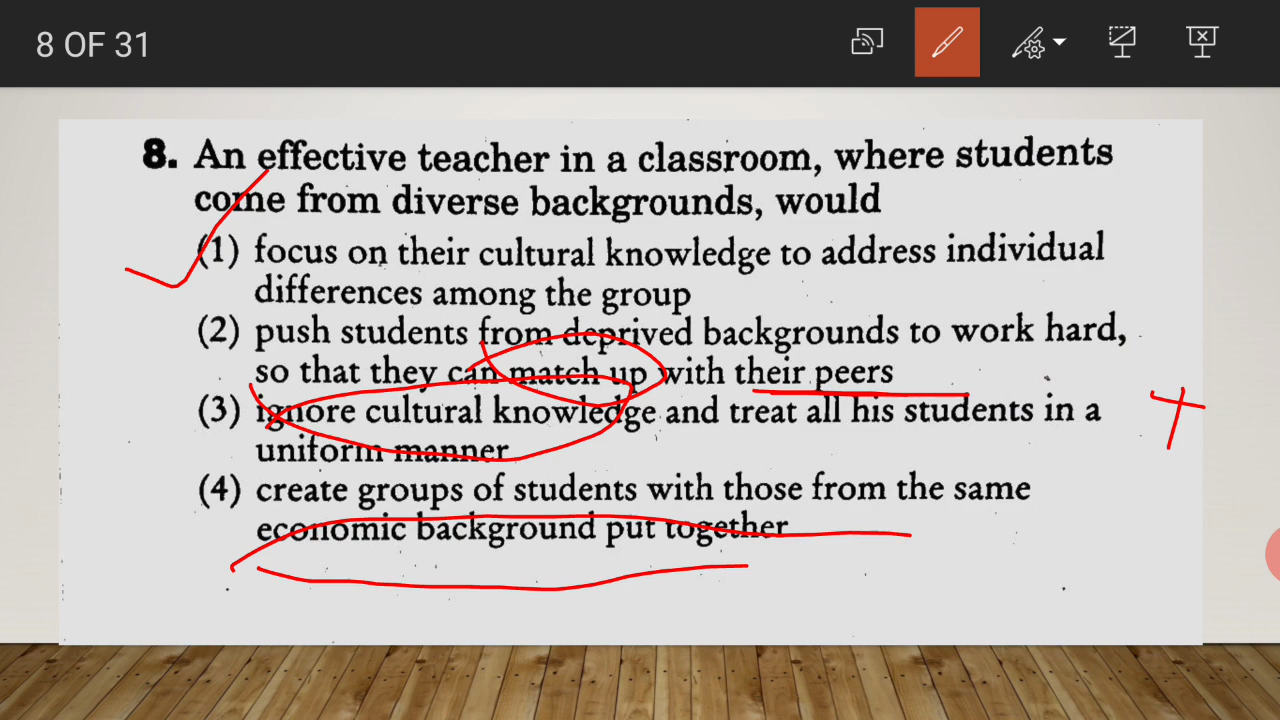 8 OF 31
8. An effective teacher in a classroom, where students
come from diverse backgrounds, would
(1) focus on their cultural knowledge to address individual
differences among the group
(2) push students from deprived backgrounds to work hard,
so that they can match up with their peers
(3) ignore cultural knowledge and treat all his students in a
uniform manner
(4) create groups of students with those from the same
economic background put together